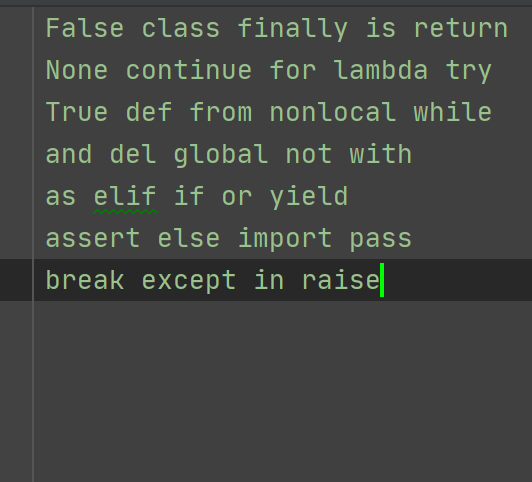 False class finally is return
None continue for lambda try
True def from nonlocal while
and del global not with
as elif if or yield
assert else import pass
break except in raise